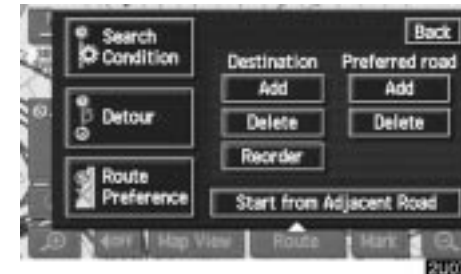 Back
Search
Condition
Destination
Preferred road
Add
Add
Detour
Delete
Delete
Reorder
Route
Preference
Start from Adjacent Road
OFF
Map View
Route
Mark